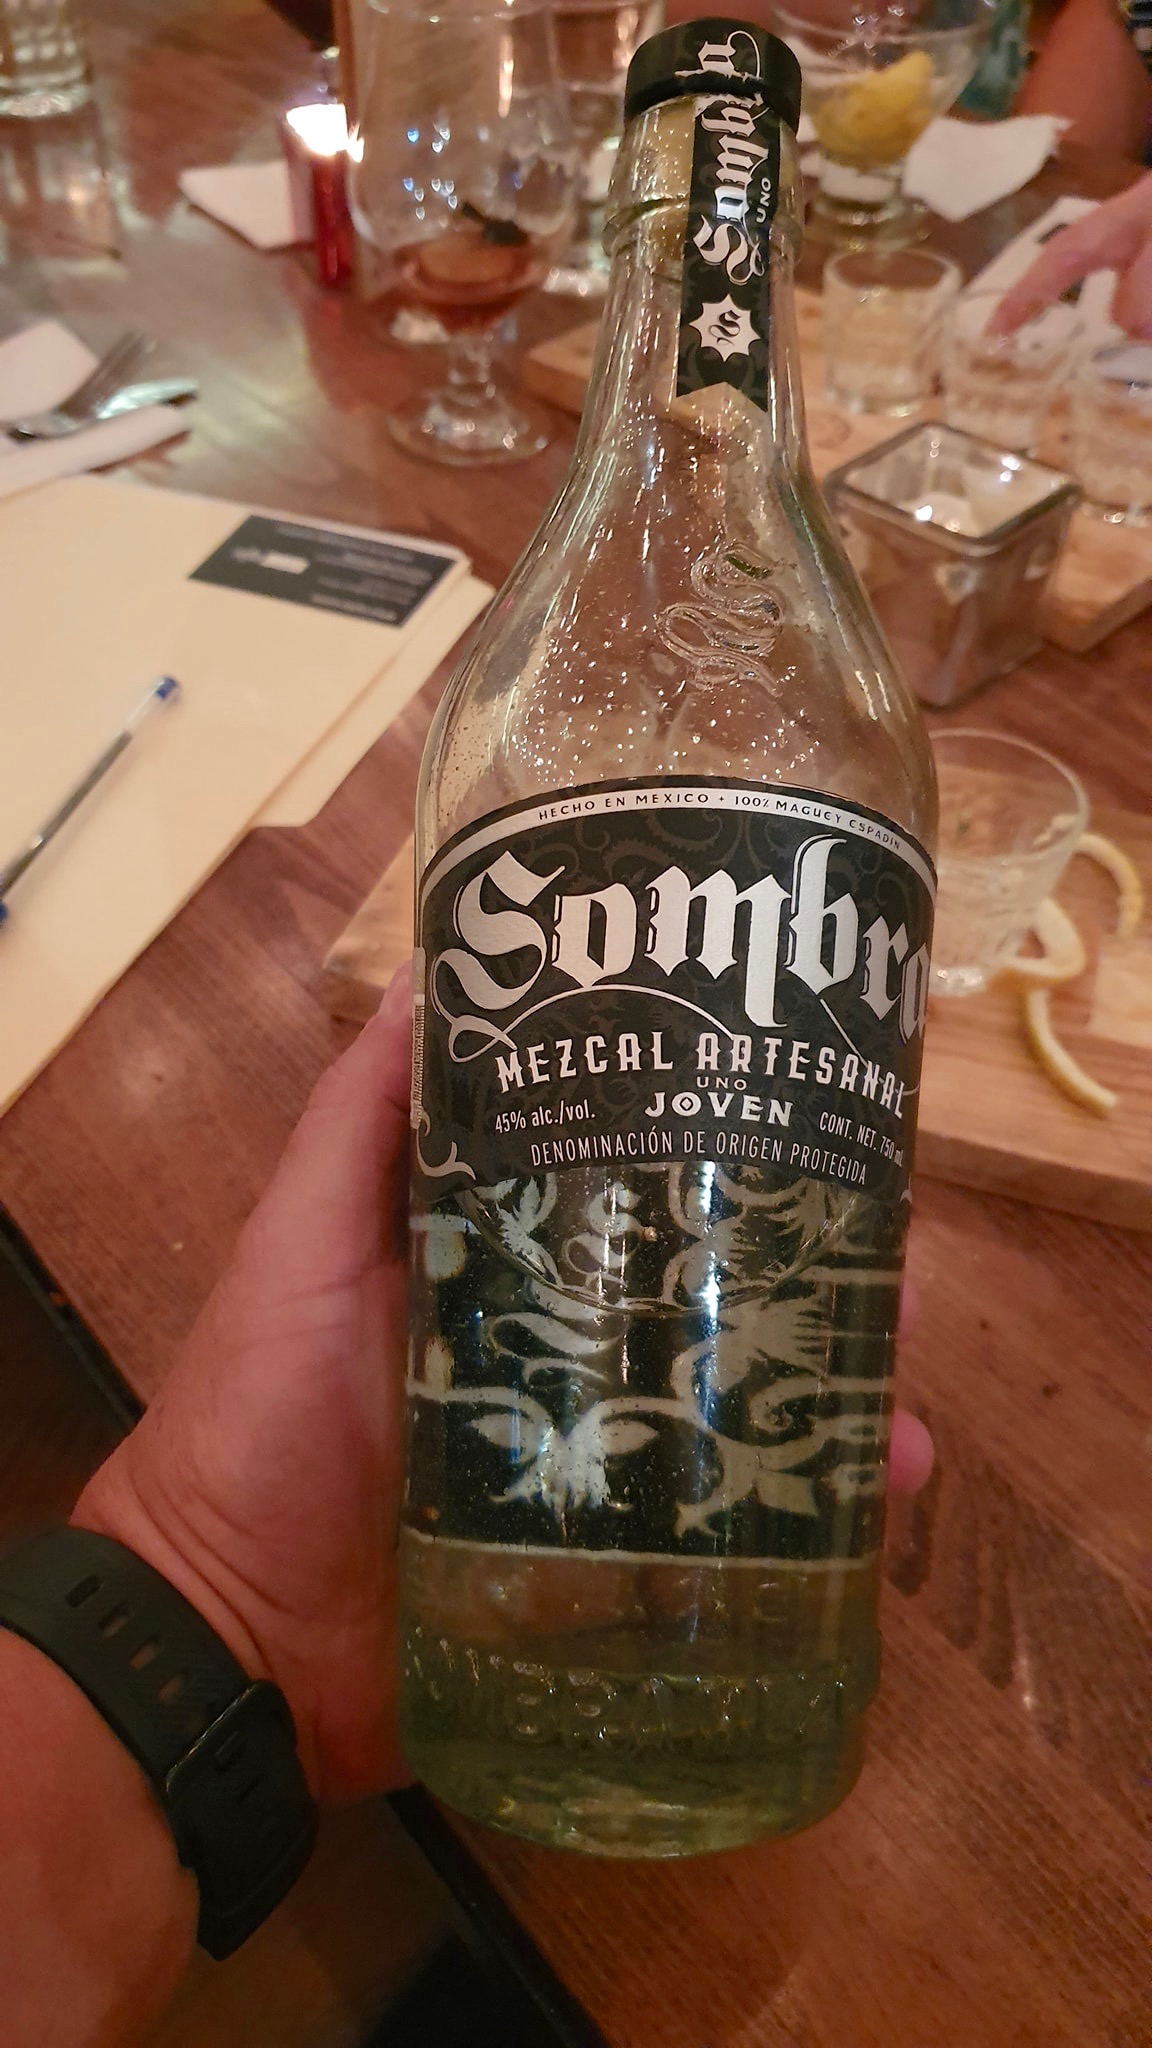 Sombra
UNO
HECHO EN MEXICO + 100% MAGUEY ESPADIN
Sombra
MEZCAL ARTESANAL
UNO
45% alc./vol. JOVEN CONT. NET. 750 mL
DENOMINACIÓN DE ORIGEN PROTEGIDA